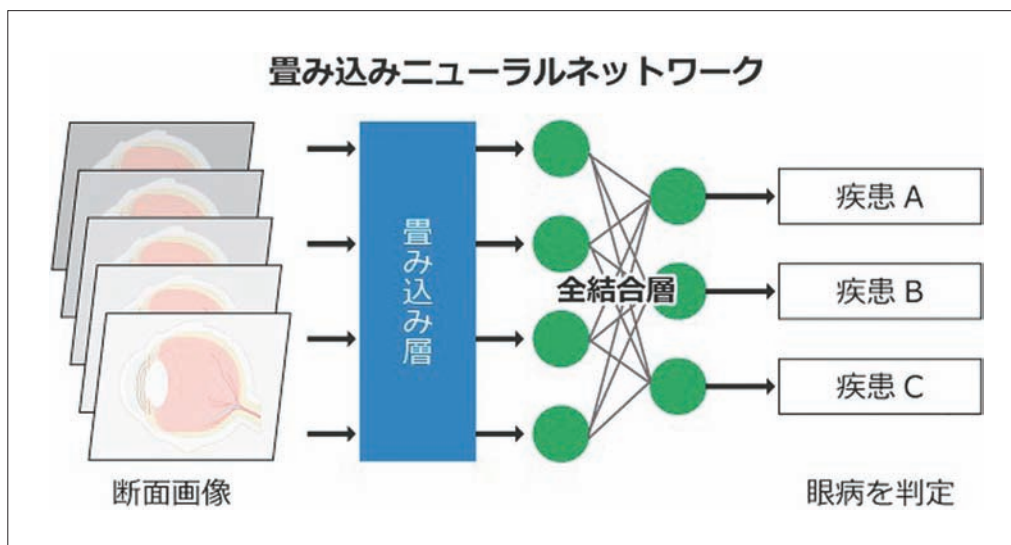 畳み込みニューラルネットワーク
畳み込み層
全結合層
疾患 A
疾患 B
疾患 C
断面画像
眼病を判定